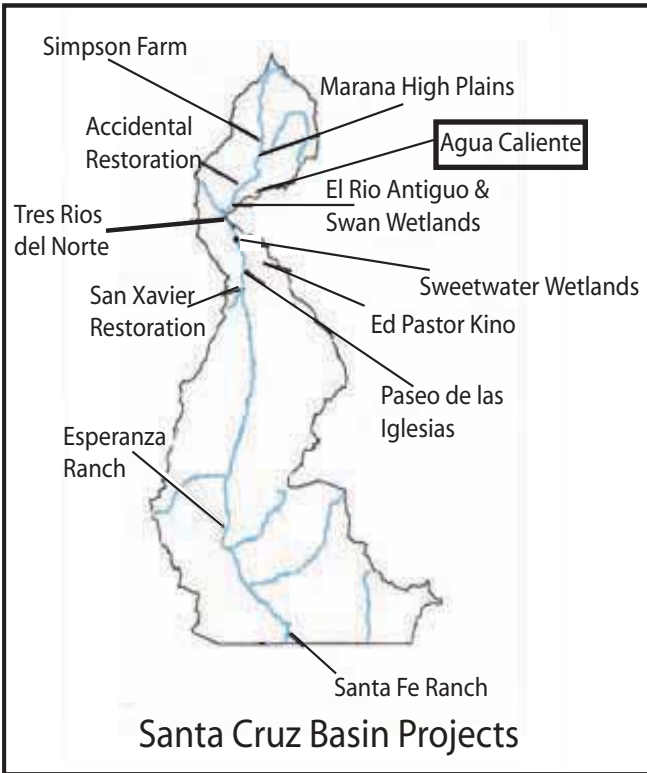 Simpson Farm
Marana High Plains
Accidental
Restoration
Agua Caliente
El Rio Antiguo &
Swan Wetlands
Tres Rios
del Norte
Sweetwater Wetlands
San Xavier
Restoration
Ed Pastor Kino
Paseo de las
Iglesias
Esperanza
Ranch
Santa Fe Ranch
Santa Cruz Basin Projects